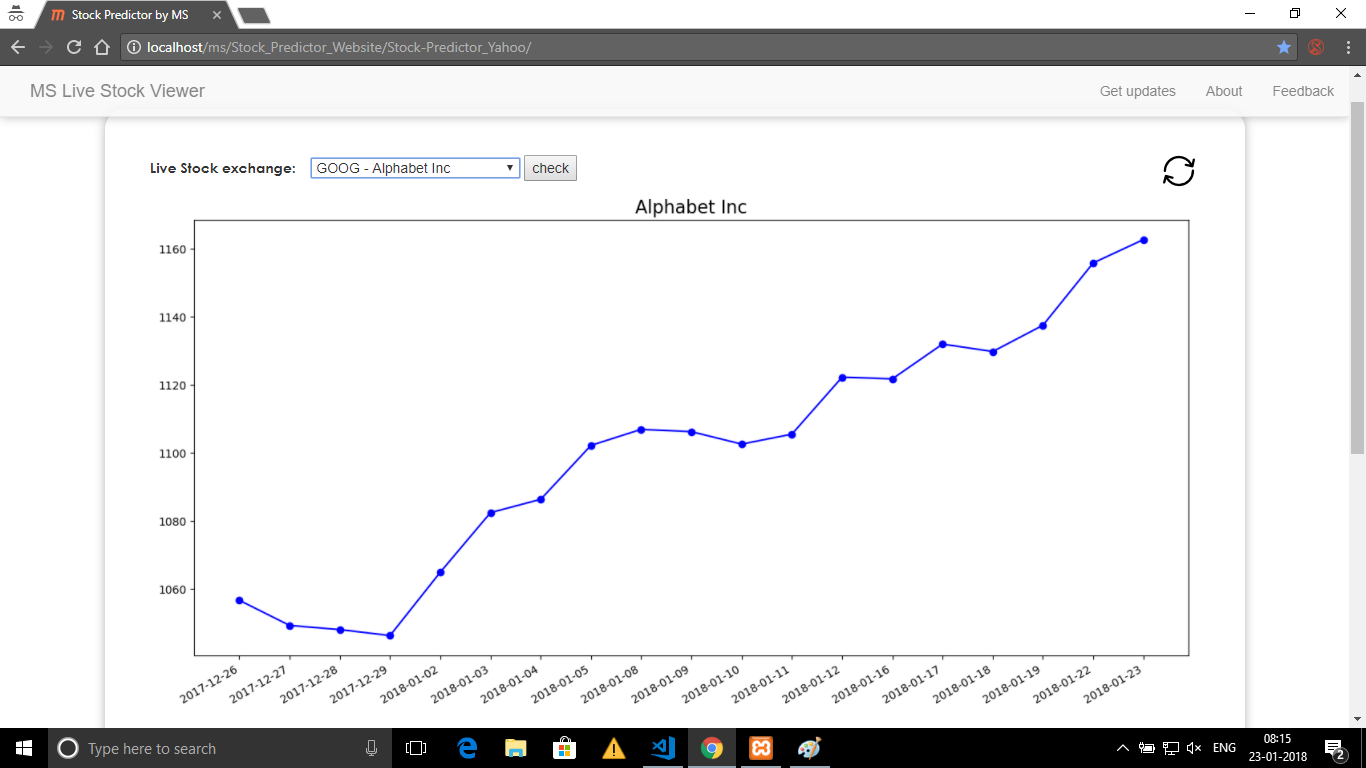 Stock Predictor by MS
localhost/ms/Stock_Predictor_Website/Stock-Predictor_Yahoo/
MS Live Stock Viewer
Get updates About Feedback
Live Stock exchange: GOOG - Alphabet Inc check
Alphabet Inc
1160
1140
1120
1100
1080
1060
2017-12-26 2017-12-27 2017-12-28 2017-12-29 2018-01-02 2018-01-03 2018-01-04 2018-01-05 2018-01-08 2018-01-09 2018-01-10 2018-01-11 2018-01-12 2018-01-16 2018-01-17 2018-01-18 2018-01-19 2018-01-22 2018-01-23
Type here to search
ENG
08:15
23-01-2018
2